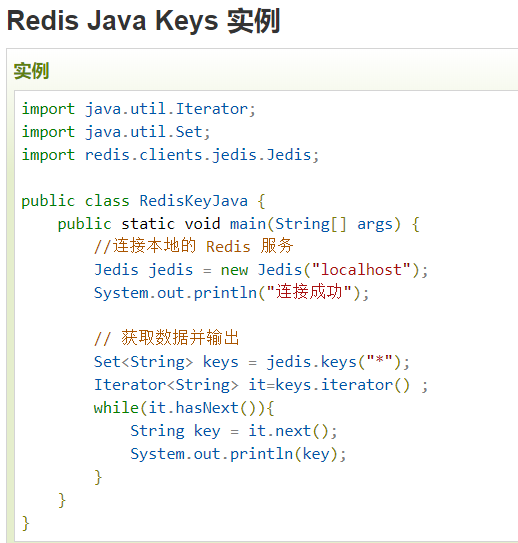 Redis Java Keys 实例
实例
import java.util.Iterator;
import java.util.Set;
import redis.clients.jedis.Jedis;

public class RedisKeyJava {
    public static void main(String[] args) {
        //连接本地的 Redis 服务
        Jedis jedis = new Jedis("localhost");
        System.out.println("连接成功");

        // 获取数据并输出
        Set<String> keys = jedis.keys("*");
        Iterator<String> it=keys.iterator() ;
        while(it.hasNext()){
            String key = it.next();
            System.out.println(key);
        }
    }
}